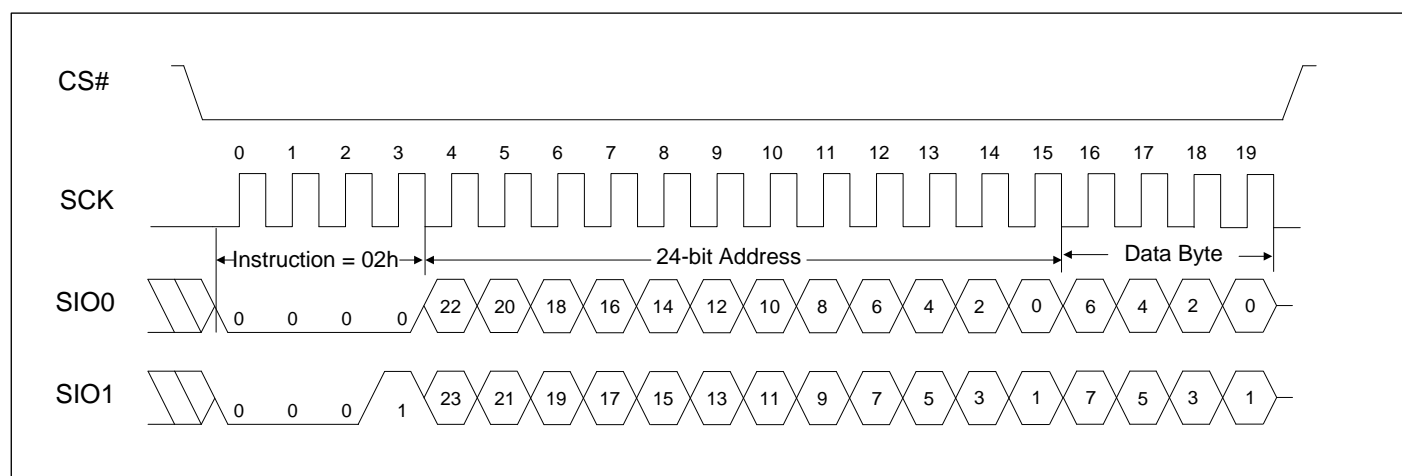 CS#
0 1 2 3 4 5 6 7 8 9 10 11 12 13 14 15 16 17 18 19
SCK
Instruction = 02h 24-bit Address Data Byte
SIO0 0 0 0 0 22 20 18 16 14 12 10 8 6 4 2 0 6 4 2 0
SIO1 0 0 0 1 23 21 19 17 15 13 11 9 7 5 3 1 7 5 3 1